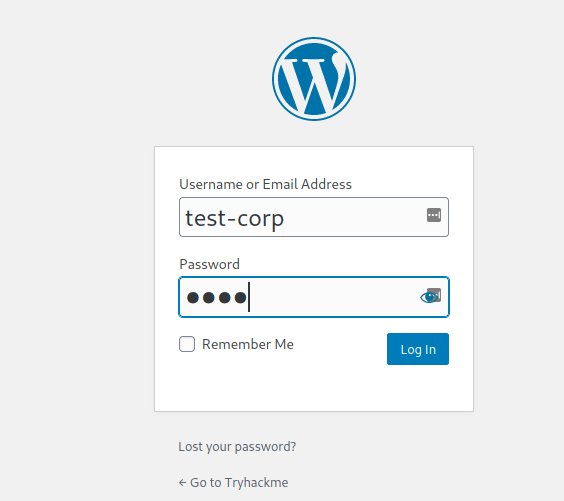 Username or Email Address
test-corp
Password
●●●●
Remember Me
Log In
Lost your password?
← Go to Tryhackme